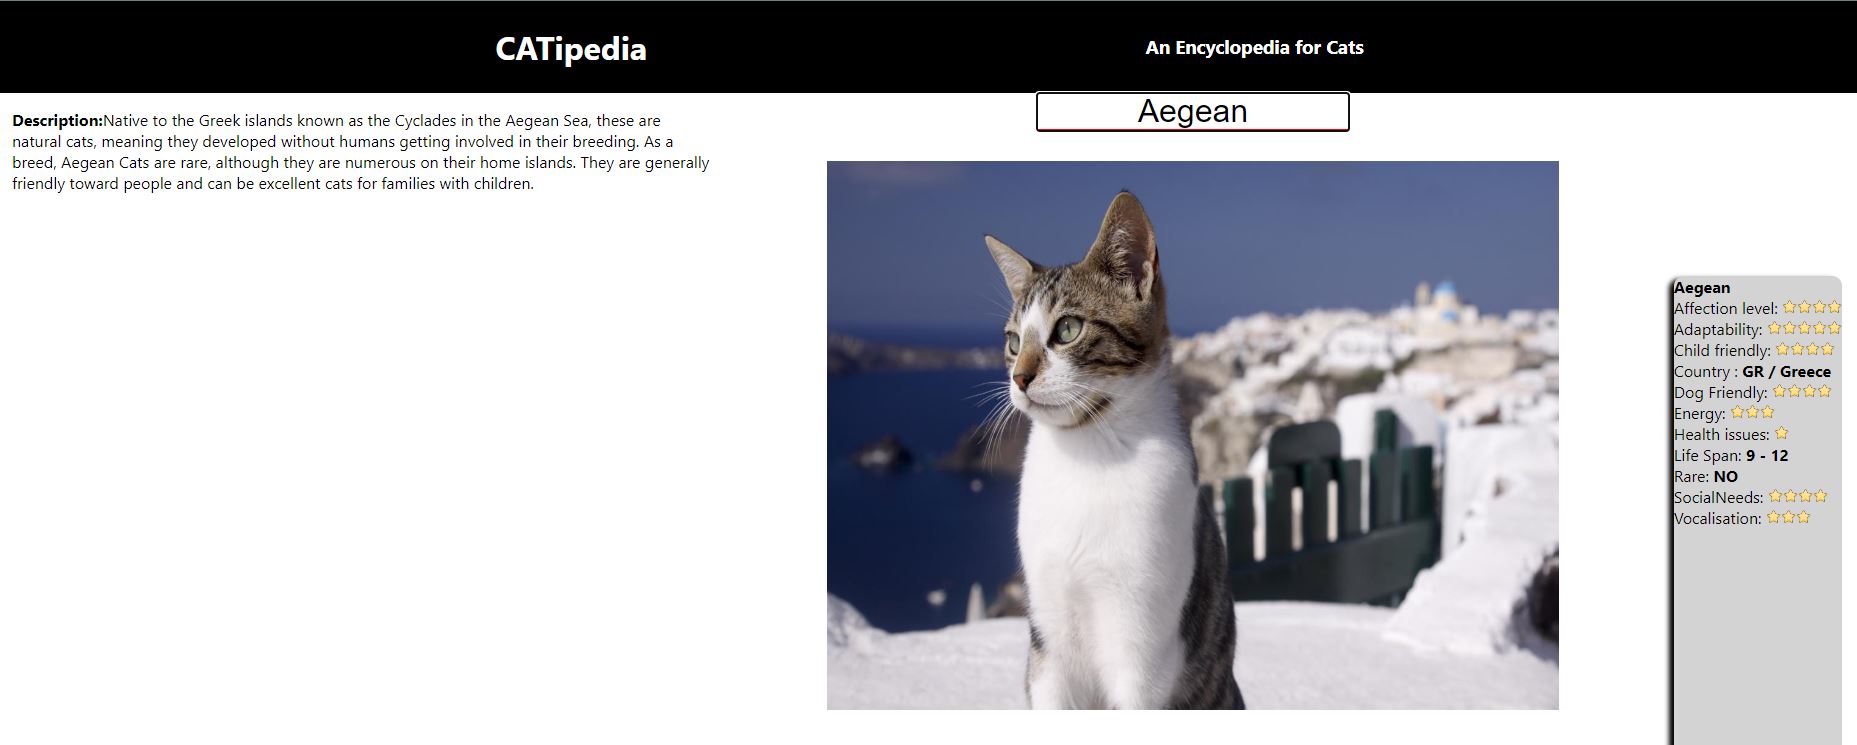 CATipedia
An Encyclopedia for Cats
Aegean
Description:Native to the Greek islands known as the Cyclades in the Aegean Sea, these are
natural cats, meaning they developed without humans getting involved in their breeding. As a
breed, Aegean Cats are rare, although they are numerous on their home islands. They are generally
friendly toward people and can be excellent cats for families with children.
Aegean
Affection level: ⭐⭐⭐⭐
Adaptability: ⭐⭐⭐⭐⭐
Child friendly: ⭐⭐⭐⭐
Country : GR / Greece
Dog Friendly: ⭐⭐⭐⭐
Energy: ⭐⭐⭐
Health issues: ⭐
Life Span: 9 - 12
Rare: NO
SocialNeeds: ⭐⭐⭐⭐
Vocalisation: ⭐⭐⭐